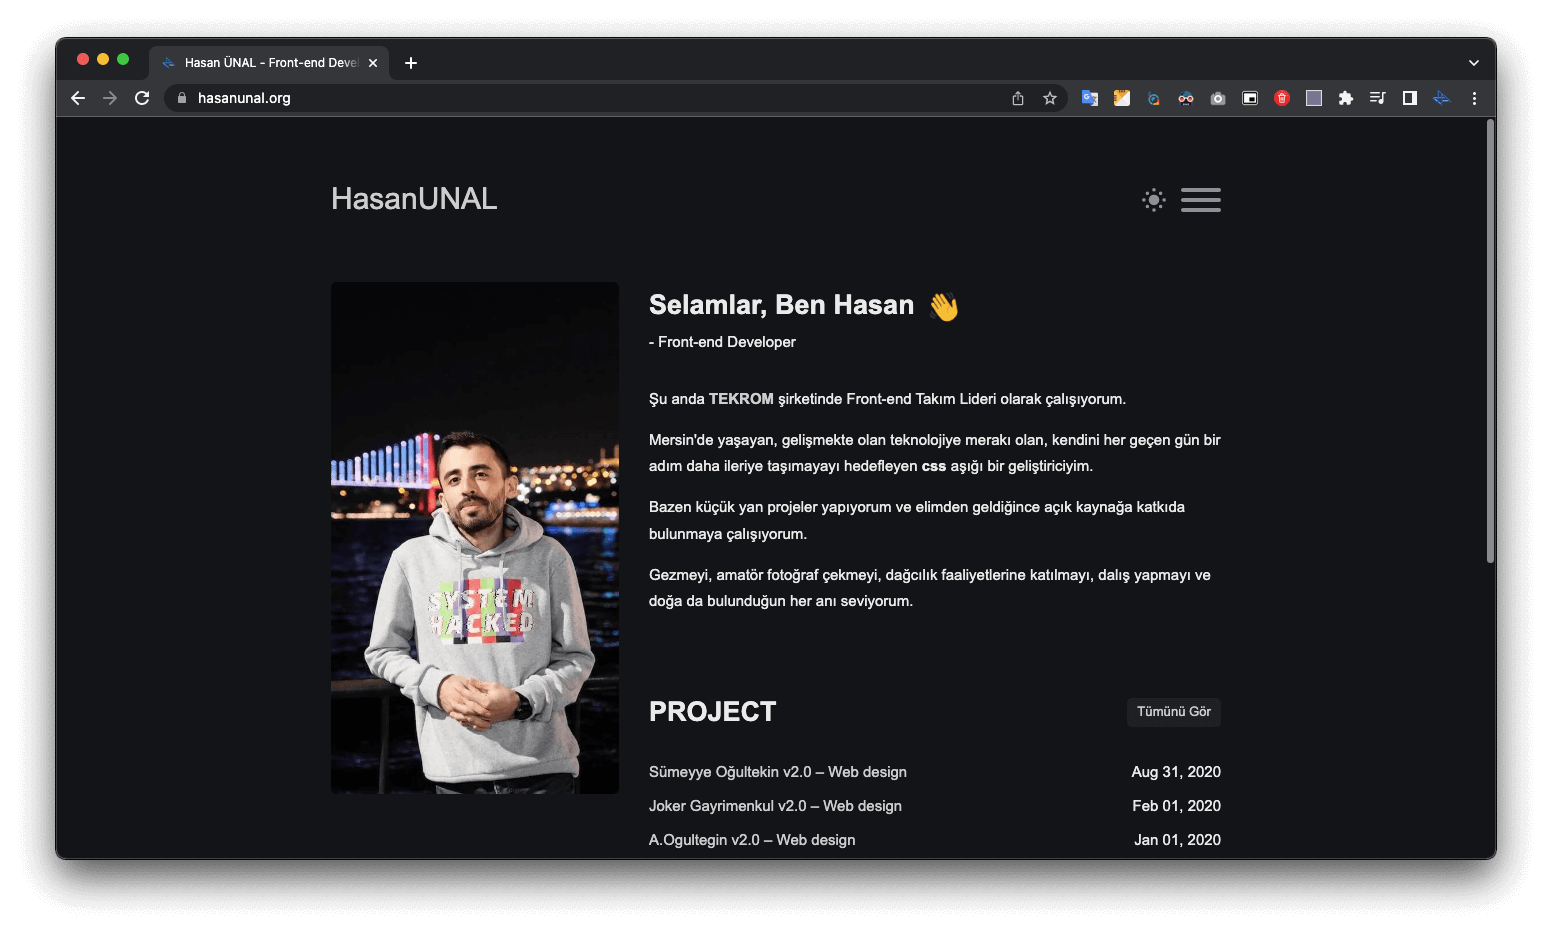 Hasan ÜNAL - Front-end Deve
hasanunal.org
HasanUNAL
Selamlar, Ben Hasan 👋
- Front-end Developer
Şu anda TEKROM şirketinde Front-end Takım Lideri olarak çalışıyorum.
Mersin'de yaşayan, gelişmekte olan teknolojiye merakı olan, kendini her geçen gün bir
adım daha ileriye taşımayayı hedefleyen css aşığı bir geliştiriciyim.
Bazen küçük yan projeler yapıyorum ve elimden geldiğince açık kaynağa katkıda
bulunmaya çalışıyorum.
Gezmeyi, amatör fotoğraf çekmeyi, dağcılık faaliyetlerine katılmayı, dalış yapmayı ve
doğa da bulunduğun her anı seviyorum.
SYSTEM
HACKED
PROJECT
Tümünü Gör
Sümeyye Oğultekin v2.0 – Web design Aug 31, 2020
Joker Gayrimenkul v2.0 – Web design Feb 01, 2020
A.Ogultegin v2.0 – Web design Jan 01, 2020